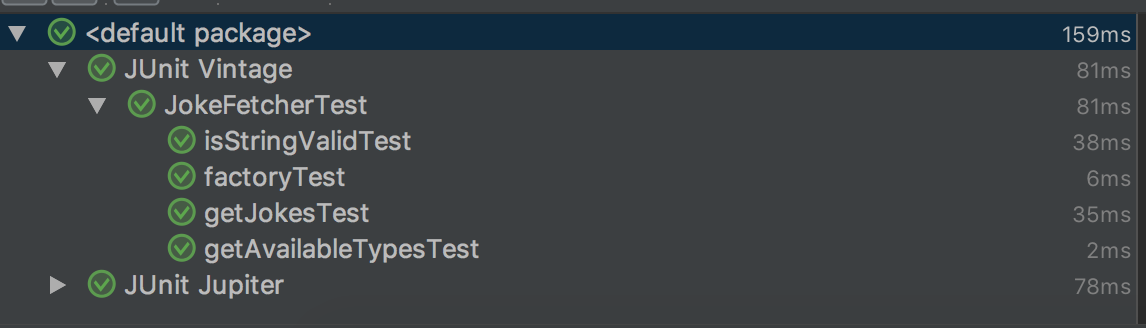 <default package> 159ms
JUnit Vintage 81ms
JokeFetcherTest 81ms
isStringValidTest 38ms
factoryTest 6ms
getJokesTest 35ms
getAvailableTypesTest 2ms
JUnit Jupiter 78ms